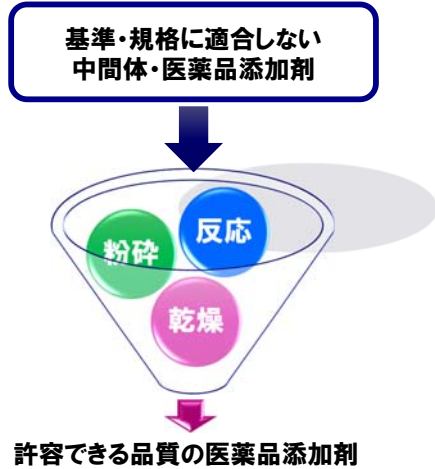 基準・規格に適合しない
中間体・医薬品添加剤
反応
粉砕
乾燥
許容できる品質の医薬品添加剤